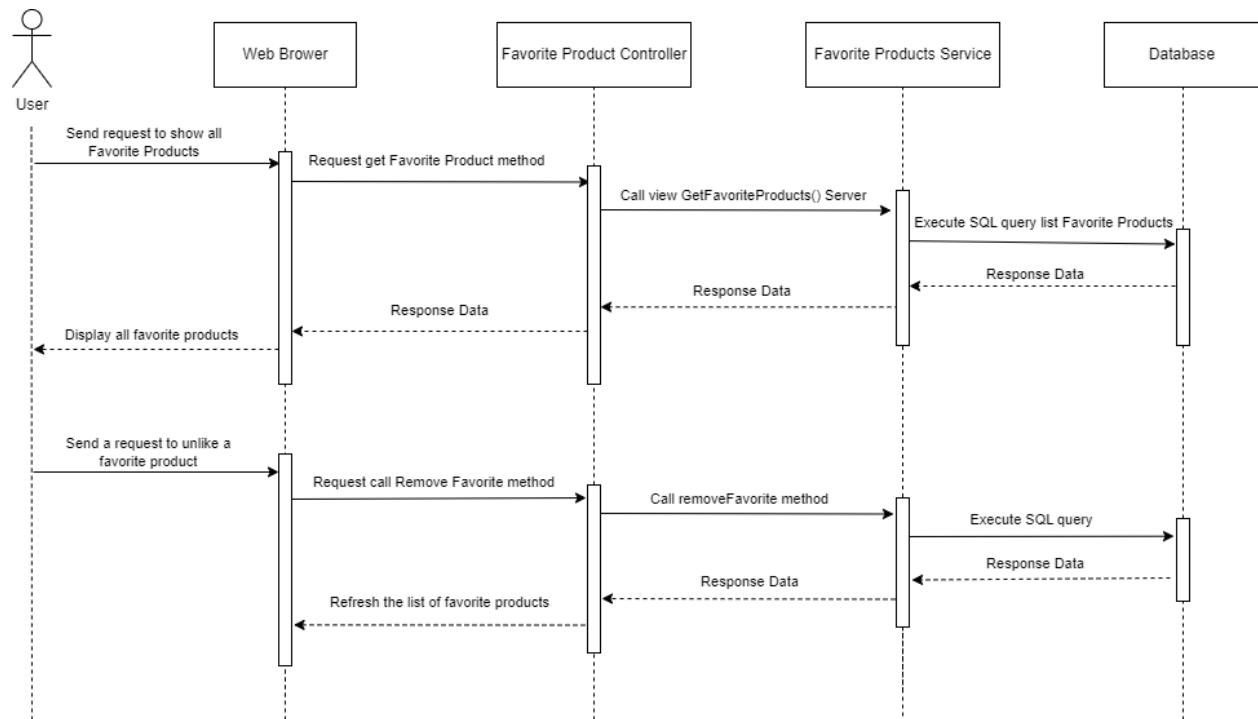 Web Brower
Favorite Product Controller
Favorite Products Service
Database
User
Send request to show all
Favorite Products
Request get Favorite Product method
Call view GetFavoriteProducts() Server
Execute SQL query list Favorite Products
Response Data
Response Data
Response Data
Display all favorite products
Send a request to unlike a
favorite product
Request call Remove Favorite method
Call removeFavorite method
Execute SQL query
Response Data
Response Data
Refresh the list of favorite products